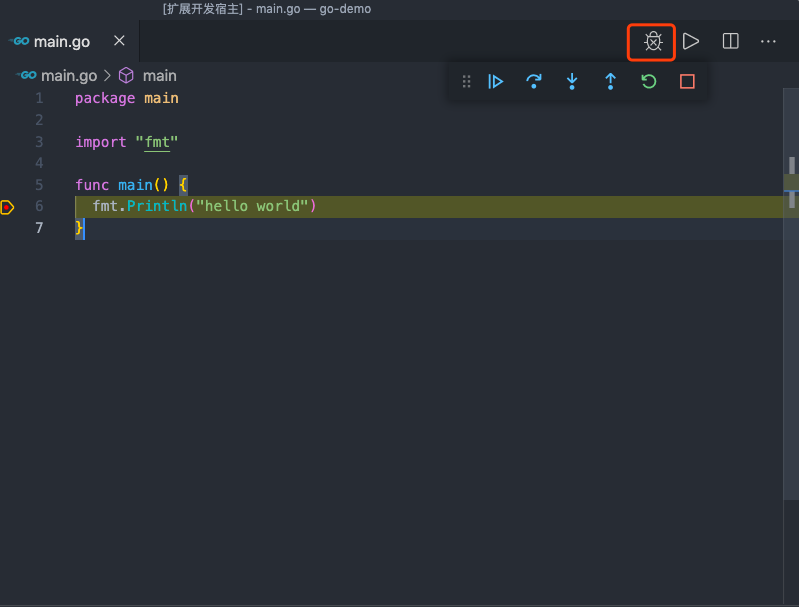 [扩展开发宿主] - main.go — go-demo
GO main.go
GO main.go > main
1 package main
2
3 import "fmt"
4
5 func main() {
6 fmt.Println("hello world")
7 }